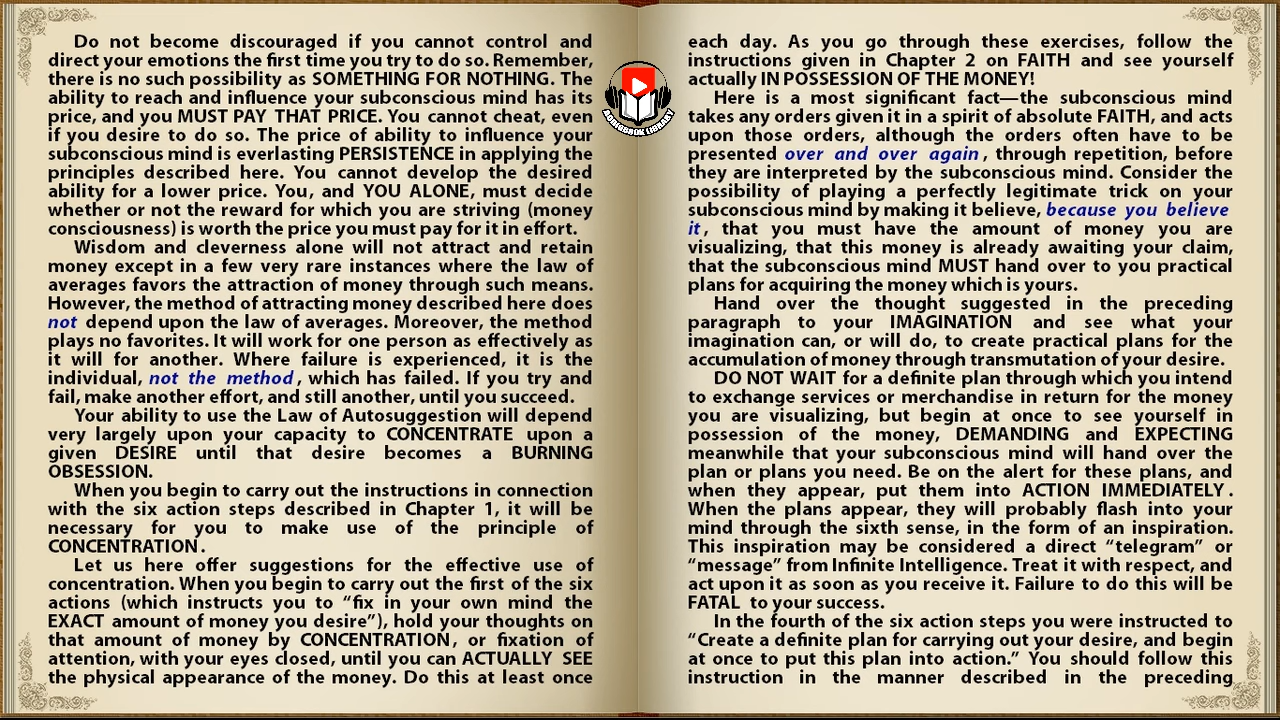 Do not become discouraged if you cannot control and
direct your emotions the first time you try to do so. Remember,
there is no such possibility as SOMETHING FOR NOTHING. The
ability to reach and influence your subconscious mind has its
price, and you MUST PAY THAT PRICE. You cannot cheat, even
if you desire to do so. The price of ability to influence your
subconscious mind is everlasting PERSISTENCE in applying the
principles described here. You cannot develop the desired
ability for a lower price. You, and YOU ALONE, must decide
whether or not the reward for which you are striving (money
consciousness) is worth the price you must pay for it in effort.
Wisdom and cleverness alone will not attract and retain
money except in a few very rare instances where the law of
averages favors the attraction of money through such means.
However, the method of attracting money described here does
not depend upon the law of averages. Moreover, the method
plays no favorites. It will work for one person as effectively as
it will for another. Where failure is experienced, it is the
individual, not the method, which has failed. If you try and
fail, make another effort, and still another, until you succeed.
Your ability to use the Law of Autosuggestion will depend
very largely upon your capacity to CONCENTRATE upon a
given DESIRE until that desire becomes a BURNING
OBSESSION.
When you begin to carry out the instructions in connection
with the six action steps described in Chapter 1, it will be
necessary for you to make use of the principle of
CONCENTRATION.
Let us here offer suggestions for the effective use of
concentration. When you begin to carry out the first of the six
actions (which instructs you to “fix in your own mind the
EXACT amount of money you desire”), hold your thoughts on
that amount of money by CONCENTRATION, or fixation of
attention, with your eyes closed, until you can ACTUALLY SEE
the physical appearance of the money. Do this at least once
AUDIOBOOK LIBRARY
each day. As you go through these exercises, follow the
instructions given in Chapter 2 on FAITH and see yourself
actually IN POSSESSION OF THE MONEY!
Here is a most significant fact—the subconscious mind
takes any orders given it in a spirit of absolute FAITH, and acts
upon those orders, although the orders often have to be
presented over and over again, through repetition, before
they are interpreted by the subconscious mind. Consider the
possibility of playing a perfectly legitimate trick on your
subconscious mind by making it believe, because you believe
it, that you must have the amount of money you are
visualizing, that this money is already awaiting your claim,
that the subconscious mind MUST hand over to you practical
plans for acquiring the money which is yours.
Hand over the thought suggested in the preceding
paragraph to your IMAGINATION and see what your
imagination can, or will do, to create practical plans for the
accumulation of money through transmutation of your desire.
DO NOT WAIT for a definite plan through which you intend
to exchange services or merchandise in return for the money
you are visualizing, but begin at once to see yourself in
possession of the money, DEMANDING and EXPECTING
meanwhile that your subconscious mind will hand over the
plan or plans you need. Be on the alert for these plans, and
when they appear, put them into ACTION IMMEDIATELY.
When the plans appear, they will probably flash into your
mind through the sixth sense, in the form of an inspiration.
This inspiration may be considered a direct “telegram” or
“message” from Infinite Intelligence. Treat it with respect, and
act upon it as soon as you receive it. Failure to do this will be
FATAL to your success.
In the fourth of the six action steps you were instructed to
“Create a definite plan for carrying out your desire, and begin
at once to put this plan into action.” You should follow this
instruction in the manner described in the preceding